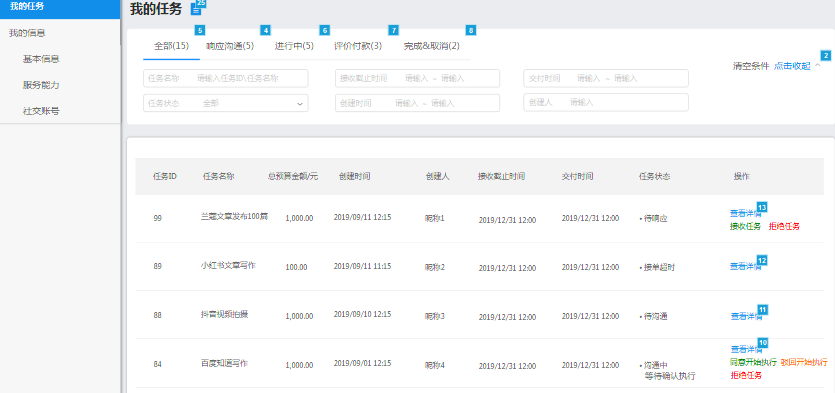 我的任务
我的信息
基本信息
服务能力
社交账号
我的任务 25
全部(15) 5 响应沟通(5) 4 进行中(5) 6 评价付款(3) 7 完成&取消(2) 8
清空条件 点击收起 2
任务名称 请输入任务ID\任务名称 接收截止时间 请输入 ~ 请输入 交付时间 请输入 ~ 请输入
任务状态 全部 创建时间 请输入 ~ 请输入 创建人 请输入
任务ID 任务名称 总预算金额/元 创建时间 创建人 接收截止时间 交付时间 任务状态 操作
99 兰蔻文章发布100篇 1,000.00 2019/09/11 12:15 昵称1 2019/12/31 12:00 2019/12/31 12:00 • 待响应 查看详情 13
接收任务 拒绝任务
89 小红书文章写作 100.00 2019/09/11 11:15 昵称2 2019/12/31 12:00 2019/12/31 12:00 • 接单超时 查看详情 12
88 抖音视频拍摄 1,000.00 2019/09/10 12:15 昵称3 2019/12/31 12:00 2019/12/31 12:00 • 待沟通 查看详情 11
84 百度知道写作 1,000.00 2019/09/01 12:15 昵称4 2019/12/31 12:00 2019/12/31 12:00 • 沟通中 查看详情 10
等待确认执行 同意开始执行 驳回开始执行
拒绝任务